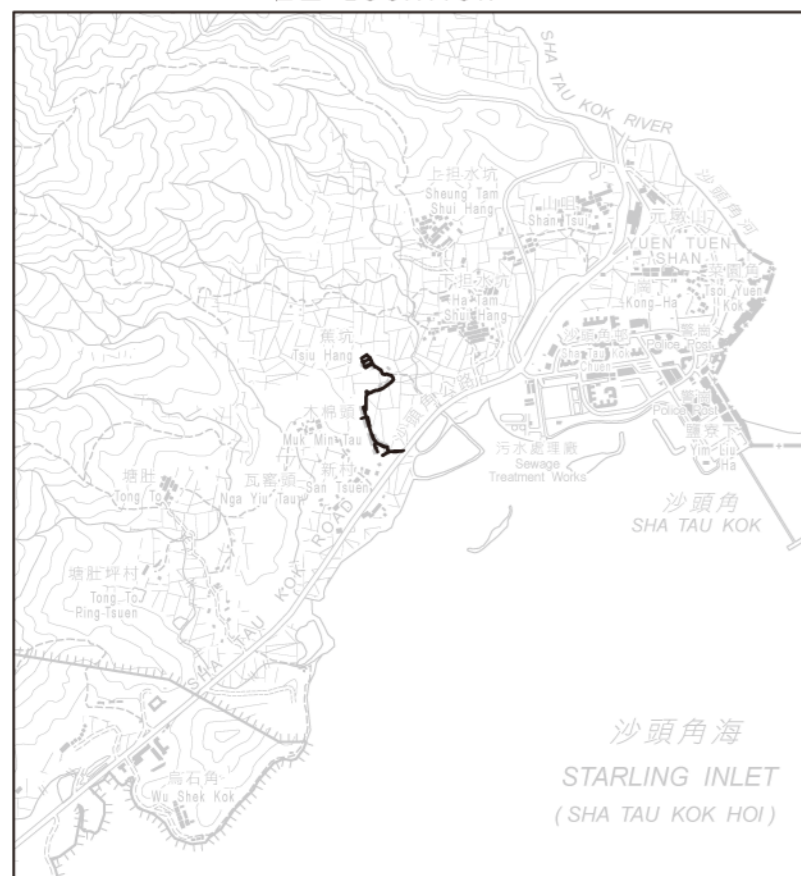 SHA TAU KOK RIVER
沙頭角河
上担水坑
Sheung Tam
Shui Hang
山咀
Shan Tsui
元墩山
YUEN TUEN
SHAN
菜園角
Tsoi Yuen
Kok
崗下
Kong Ha
下担水坑
Ha Tam
Shui Hang
沙頭角邨
Sha Tau Kok
Chuen
警崗
Police Post
蕉坑
Tsiu Hang
警崗
Police Post
鹽寮下
Yim Liu
Ha
木棉頭
Muk Min Tau
沙頭角公路
污水處理廠
Sewage
Treatment Works
新村
San Tsuen
瓦窰頭
Nga Yiu Tau
塘肚
Tong To
沙頭角
SHA TAU KOK
塘肚坪村
Tong To
Ping Tsuen
SHA TAU KOK ROAD
烏石角
Wu Shek Kok
沙頭角海
STARLING INLET
(SHA TAU KOK HOI)